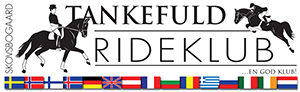 SKOVSBOGAARD
TANKEFULD
RIDEKLUB
...EN GOD KLUB!